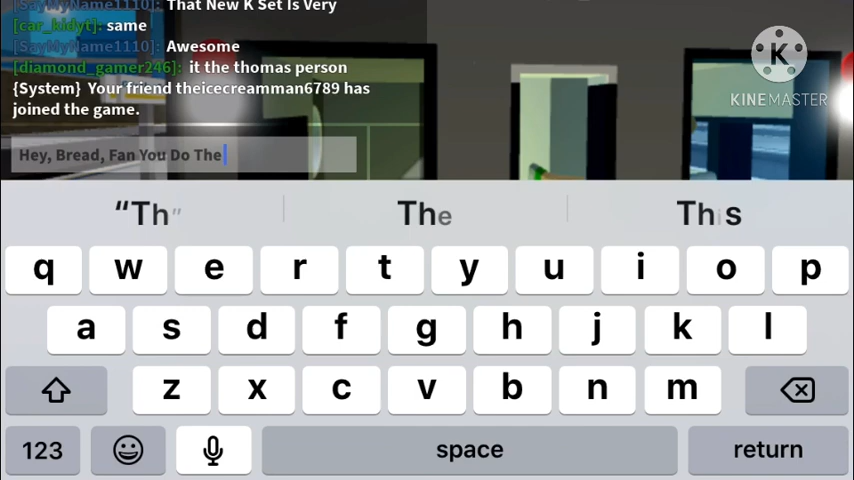 [SayMyName1110]: That New K Set Is Very
[car_kidyt]: same
[SayMyName1110]: Awesome
[diamond_gamer246]: it the thomas person
{System} Your friend theicecreamman6789 has
joined the game.
Hey, Bread, Fan You Do The
K
KINEMASTER
“Th” The This
q w e r t y u i o p
a s d f g h j k l
z x c v b n m
123 space return